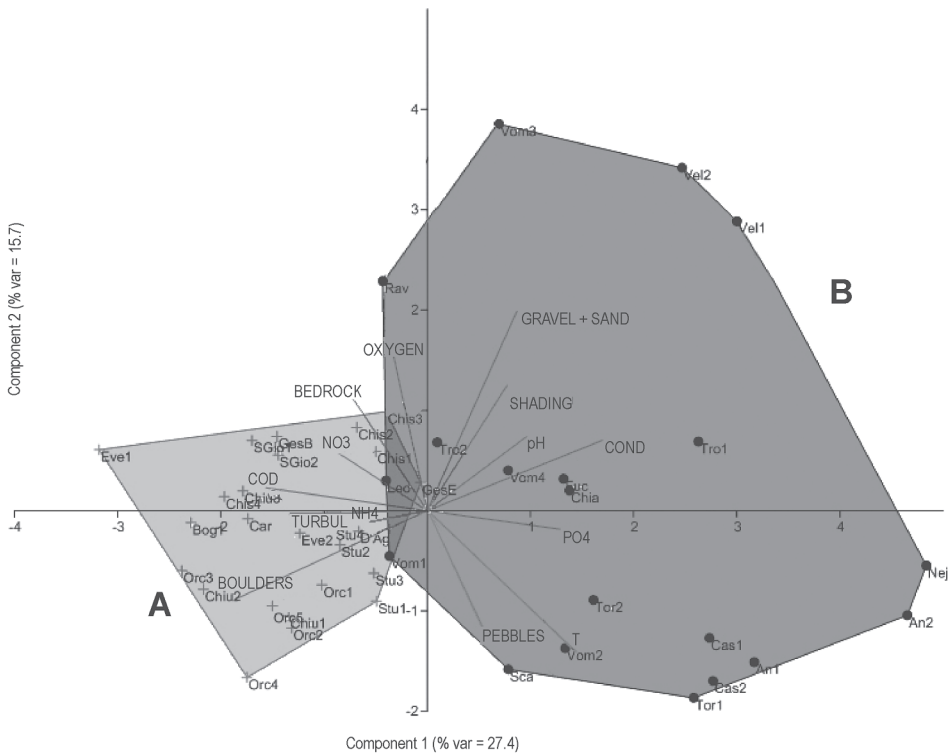 4
Vom3
Vel2
3
Vel1
Component 2 (% var = 15.7)
Rav
B
2
GRAVEL + SAND
OXYGEN
BEDROCK
SHADING
Chis3
Chis2
NO3
pH
COND
Eve1
SGio1
GesB
SGio2
Chis1
Tro2
Tro1
COD
Leo
GesE
Vom4
Luc
Chia
Chis4
NH4
-4
-3
-2
2
3
4
Bog1
Car
TURBUL
Eve2
Stu4
D'Ag
Stu2
PO4
Vom1
Nej
Orc3
BOULDERS
Chiu2
Orc1
Stu3
A
Stu1
-1
Tor2
An2
Orc5
Chiu1
Orc2
PEBBLES
T
Vom2
Cas1
Orc4
Sca
An1
Cas2
-2
Tor1
Component 1 (% var = 27.4)